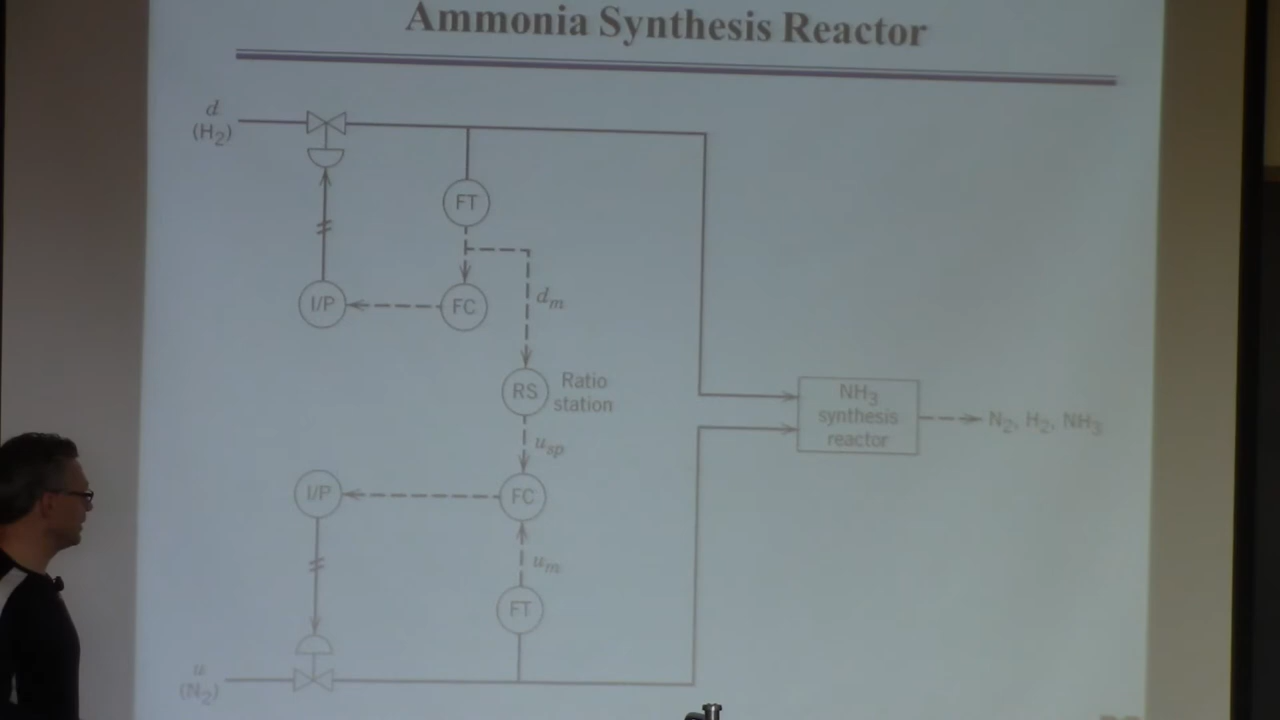 Ammonia Synthesis Reactor
d
(H₂)
FT
I/P
FC
dₘ
RS
Ratio
station
NH₃
synthesis
reactor
N₂, H₂, NH₃
uₛₚ
I/P
FC
uₘ
FT
u
(N₂)